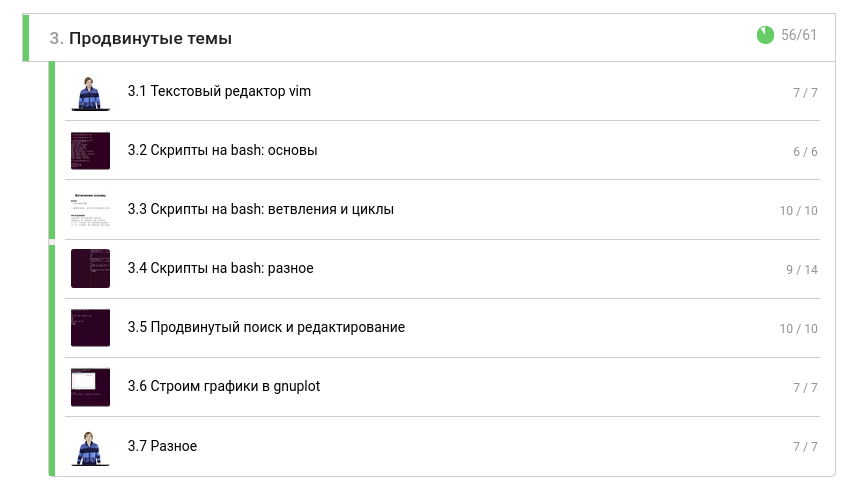 3. Продвинутые темы 56/61
3.1 Текстовый редактор vim 7 / 7
3.2 Скрипты на bash: основы 6 / 6
3.3 Скрипты на bash: ветвления и циклы 10 / 10
3.4 Скрипты на bash: разное 9 / 14
3.5 Продвинутый поиск и редактирование 10 / 10
3.6 Строим графики в gnuplot 7 / 7
3.7 Разное 7 / 7